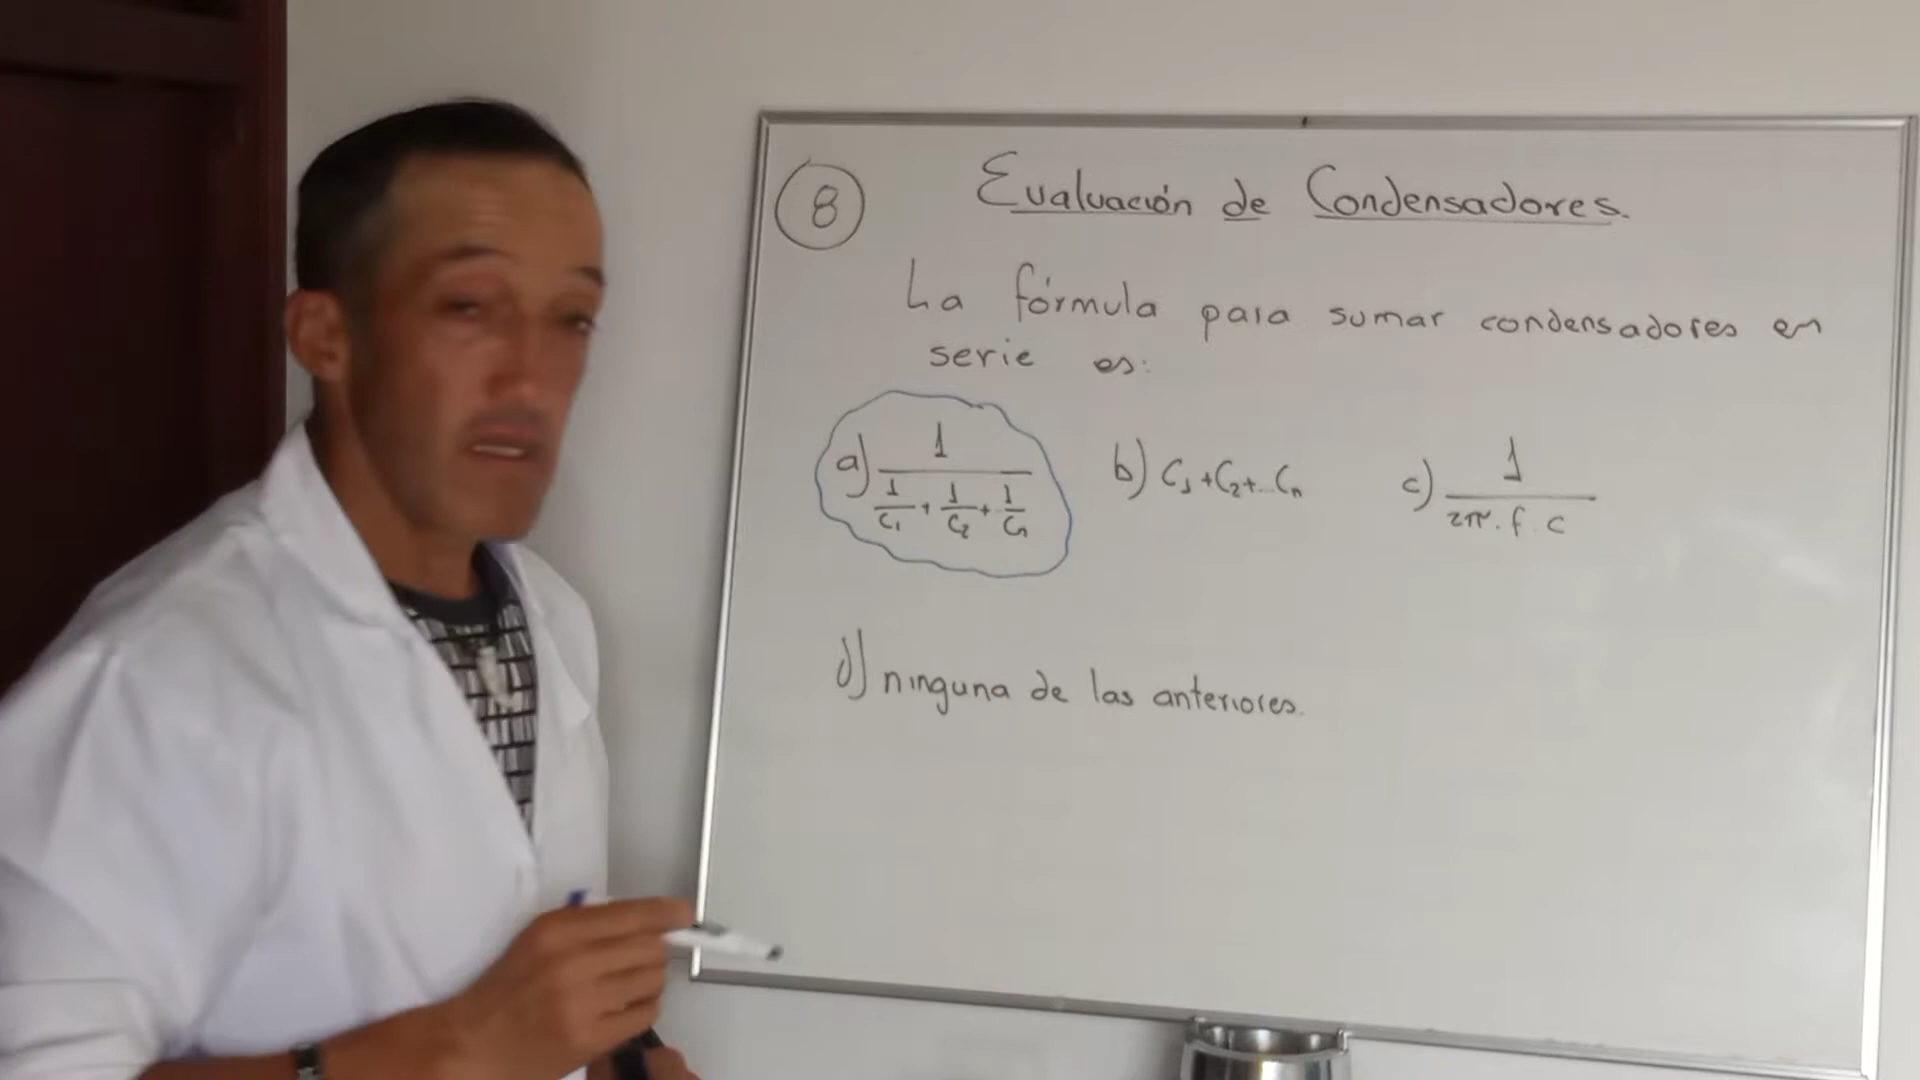 8
Evaluación de Condensadores.
La fórmula para sumar condensadores en
serie es:
a) 1 / (1/C₁ + 1/C₂ + .. 1/Cn)
b) C₁+C₂+...Cn
c) 1 / (2π.f.c)
d) ninguna de las anteriores.